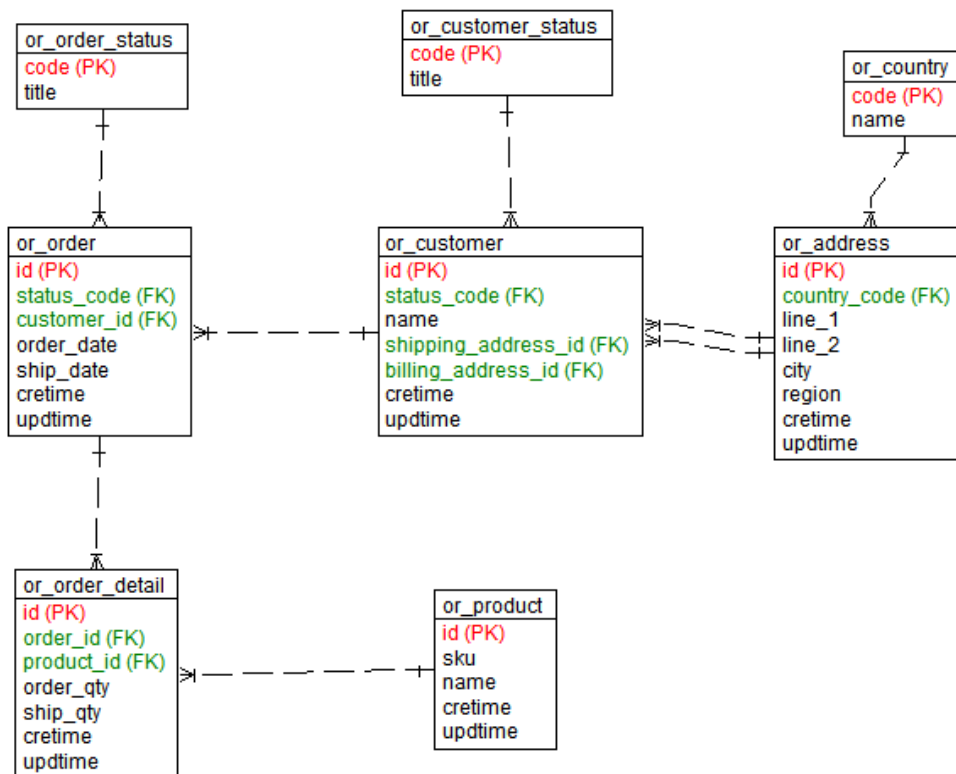 or_order_status
code (PK)
title
or_customer_status
code (PK)
title
or_country
code (PK)
name
or_order
id (PK)
status_code (FK)
customer_id (FK)
order_date
ship_date
cretime
updtime
or_customer
id (PK)
status_code (FK)
name
shipping_address_id (FK)
billing_address_id (FK)
cretime
updtime
or_address
id (PK)
country_code (FK)
line_1
line_2
city
region
cretime
updtime
or_order_detail
id (PK)
order_id (FK)
product_id (FK)
order_qty
ship_qty
cretime
updtime
or_product
id (PK)
sku
name
cretime
updtime